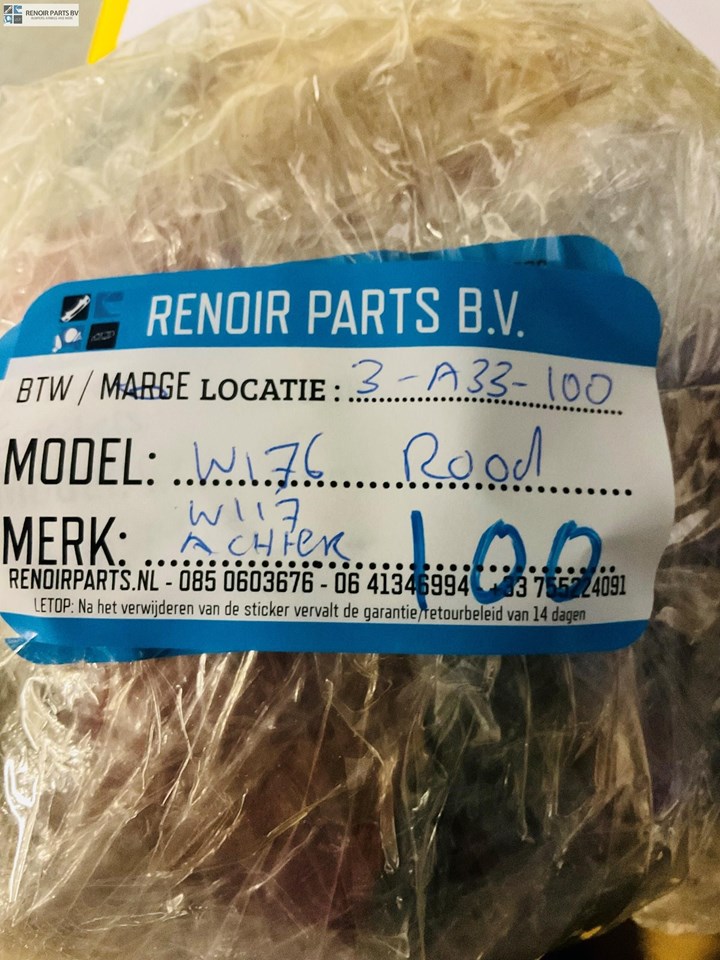 RENOIR PARTS BV
RENOIR PARTS B.V.
BTW / MARGE LOCATIE : 3-A33-100
MODEL: W176 Rood
W117
MERK: ACHTER 100
RENOIRPARTS.NL - 085 0603676 - 06 41346994 +33 755224091
LETOP: Na het verwijderen van de sticker vervalt de garantie/retourbeleid van 14 dagen